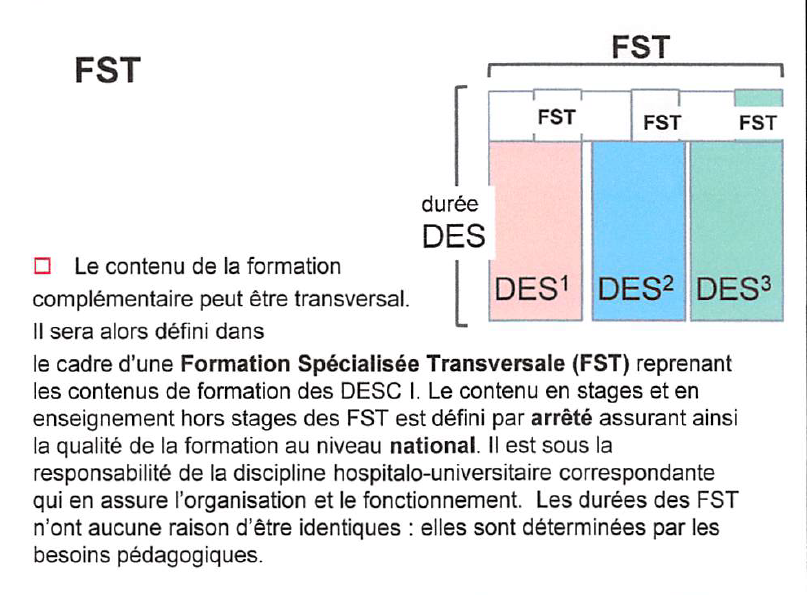 FST
FST
FST
FST
FST
durée
DES
DES¹
DES²
DES³
Le contenu de la formation
complémentaire peut être transversal.
Il sera alors défini dans
le cadre d'une Formation Spécialisée Transversale (FST) reprenant
les contenus de formation des DESC I. Le contenu en stages et en
enseignement hors stages des FST est défini par arrêté assurant ainsi
la qualité de la formation au niveau national. Il est sous la
responsabilité de la discipline hospitalo-universitaire correspondante
qui en assure l'organisation et le fonctionnement. Les durées des FST
n'ont aucune raison d'être identiques : elles sont déterminées par les
besoins pédagogiques.